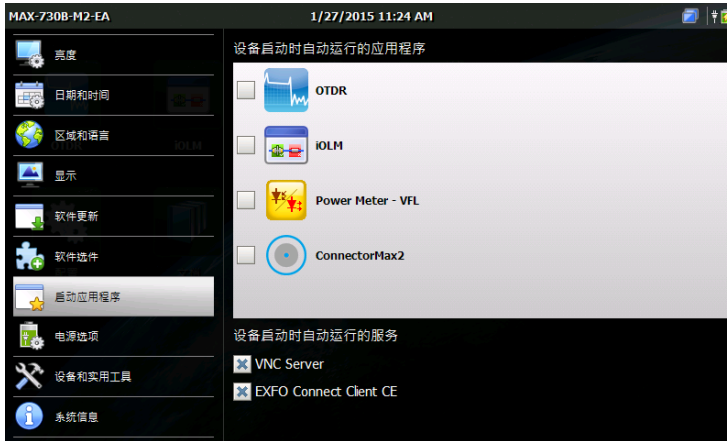 MAX-730B-M2-EA
1/27/2015 11:24 AM
亮度
日期和时间
区域和语言
显示
软件更新
软件选件
启动应用程序
电源选项
设备和实用工具
系统信息
设备启动时自动运行的应用程序
OTDR
iOLM
Power Meter - VFL
ConnectorMax2
设备启动时自动运行的服务
VNC Server
EXFO Connect Client CE
OTDR
iOLM